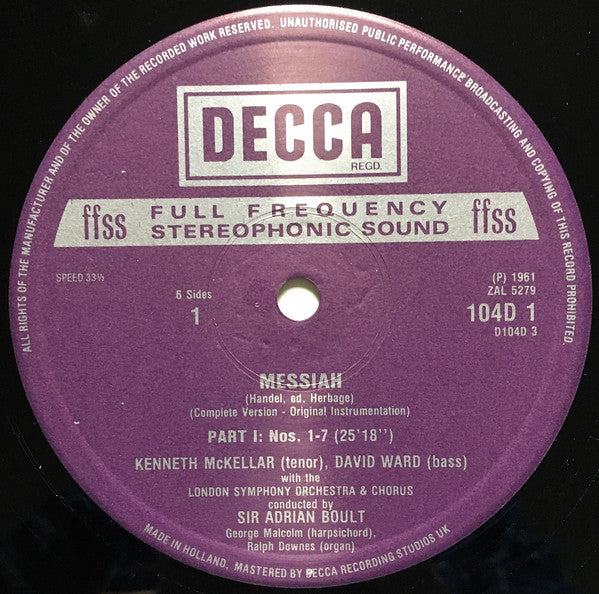 ALL RIGHTS OF THE MANUFACTURER AND OF THE OWNER OF THE RECORDED WORK RESERVED. UNAUTHORISED PUBLIC PERFORMANCE BROADCASTING AND COPYING OF THIS RECORD PROHIBITED.
DECCA
REGD.
ffss FULL FREQUENCY STEREOPHONIC SOUND ffss
SPEED 33⅓
6 Sides
1
(P) 1961
ZAL 5279
104D 1
D104D 3
MESSIAH
(Handel, ed. Herbage)
(Complete Version - Original Instrumentation)
PART I: Nos. 1-7 (25'18'')
KENNETH McKELLAR (tenor), DAVID WARD (bass)
with the
LONDON SYMPHONY ORCHESTRA & CHORUS
conducted by
SIR ADRIAN BOULT
George Malcolm (harpsichord),
Ralph Downes (organ)
MADE IN HOLLAND. MASTERED BY DECCA RECORDING STUDIOS UK